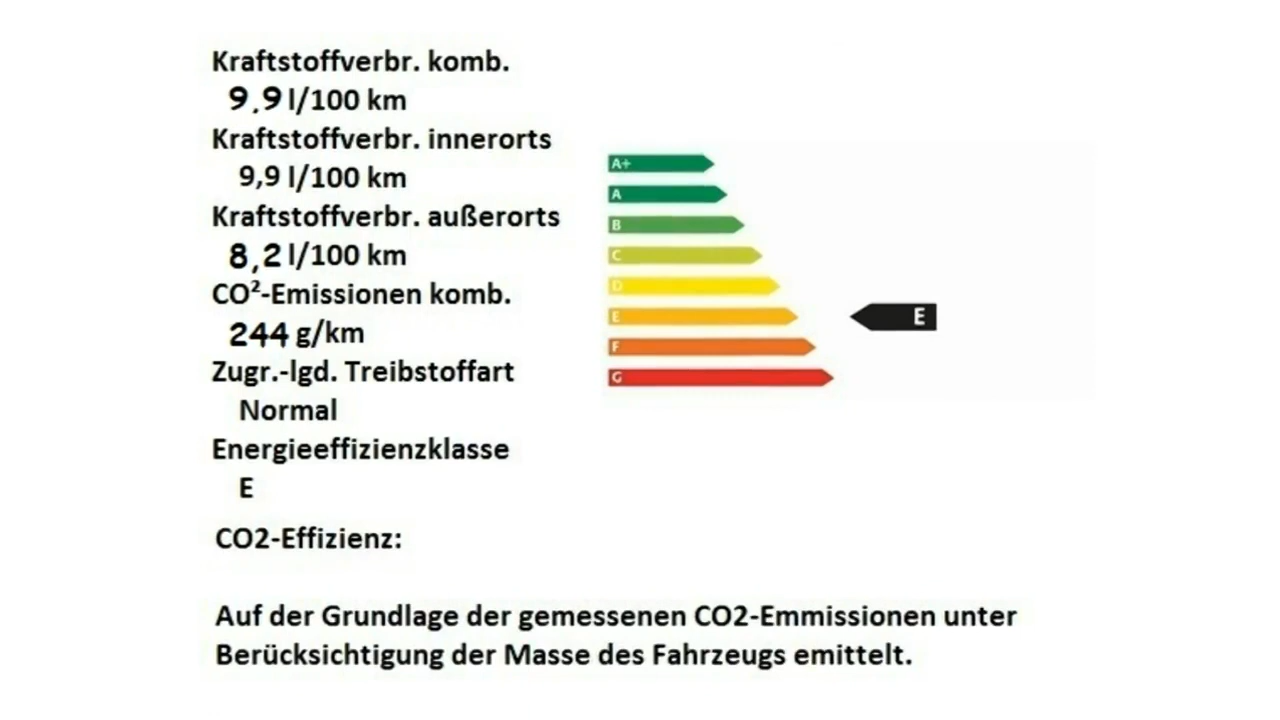 Kraftstoffverbr. komb.
9.9 l/100 km
Kraftstoffverbr. innerorts
9,9 l/100 km
Kraftstoffverbr. außerorts
8,2 l/100 km
CO²-Emissionen komb.
244 g/km
Zugr.-lgd. Treibstoffart
Normal
Energieeffizienzklasse
E
CO2-Effizienz:
Auf der Grundlage der gemessenen CO2-Emmissionen unter
Berücksichtigung der Masse des Fahrzeugs emittelt.
A+
A
B
C
D
E
E
F
G